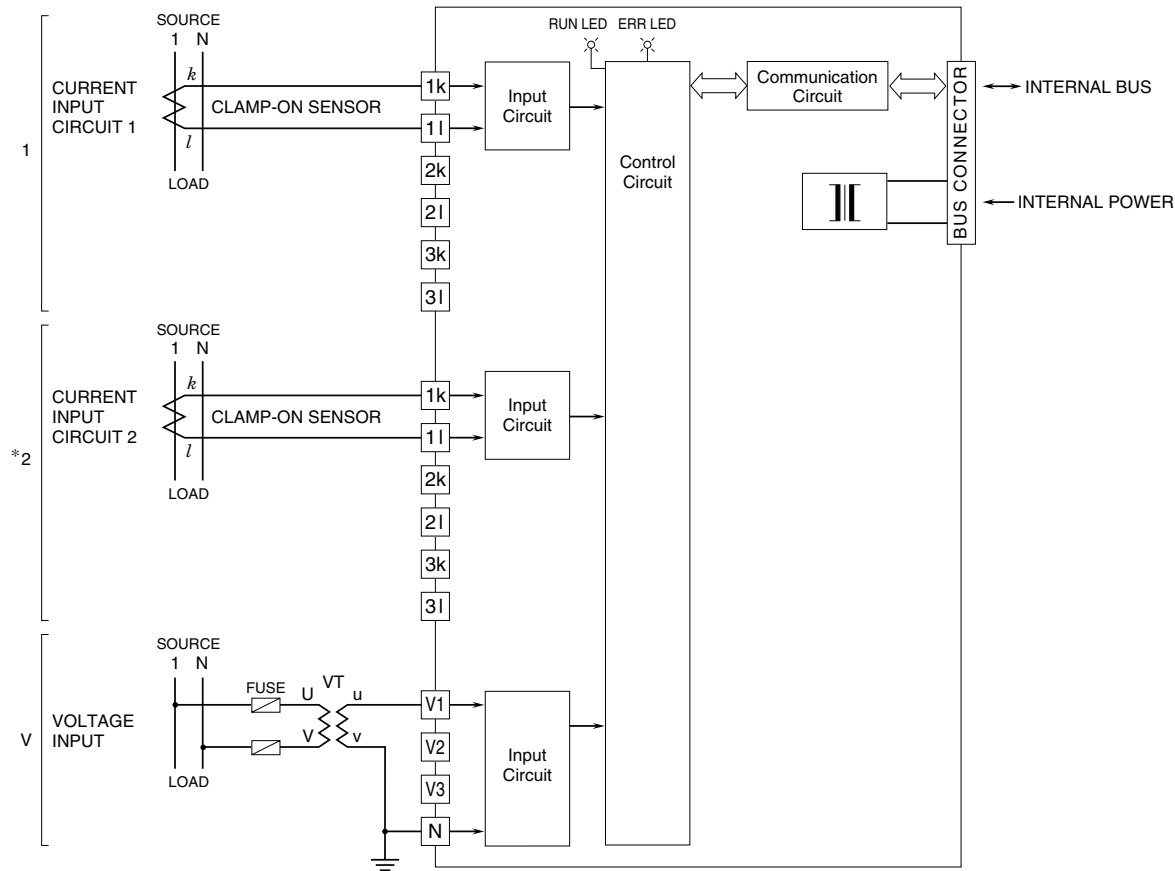 RUN LED ERR LED
1
SOURCE
1 N
CURRENT
INPUT
CIRCUIT 1
k
CLAMP-ON SENSOR
l
LOAD
1k
1l
2k
2l
3k
3l
Input
Circuit
Control
Circuit
Communication
Circuit
BUS CONNECTOR
INTERNAL BUS
INTERNAL POWER
*2
SOURCE
1 N
CURRENT
INPUT
CIRCUIT 2
k
CLAMP-ON SENSOR
l
LOAD
1k
1l
2k
2l
3k
3l
Input
Circuit
V
SOURCE
1 N
VOLTAGE
INPUT
FUSE
U VT u
V v
LOAD
V1
V2
V3
N
Input
Circuit